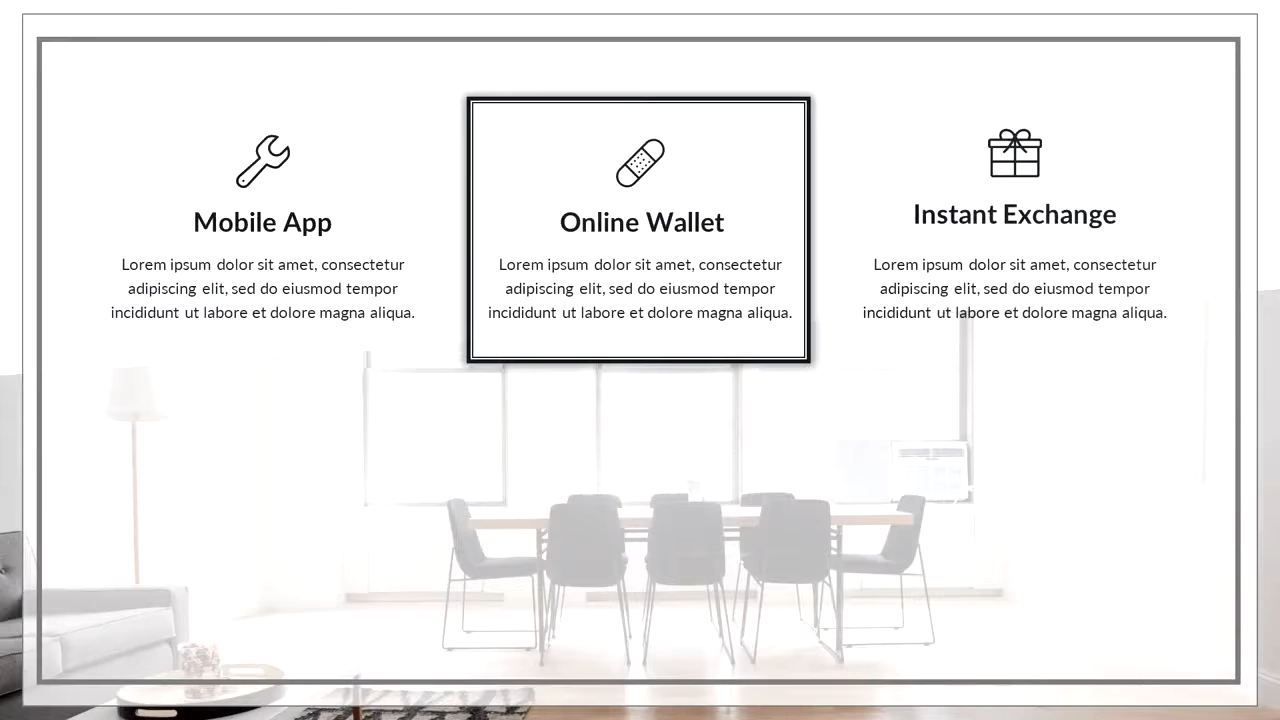 Mobile App
Lorem ipsum dolor sit amet, consectetur
adipiscing elit, sed do eiusmod tempor
incididunt ut labore et dolore magna aliqua.
Online Wallet
Lorem ipsum dolor sit amet, consectetur
adipiscing elit, sed do eiusmod tempor
incididunt ut labore et dolore magna aliqua.
Instant Exchange
Lorem ipsum dolor sit amet, consectetur
adipiscing elit, sed do eiusmod tempor
incididunt ut labore et dolore magna aliqua.